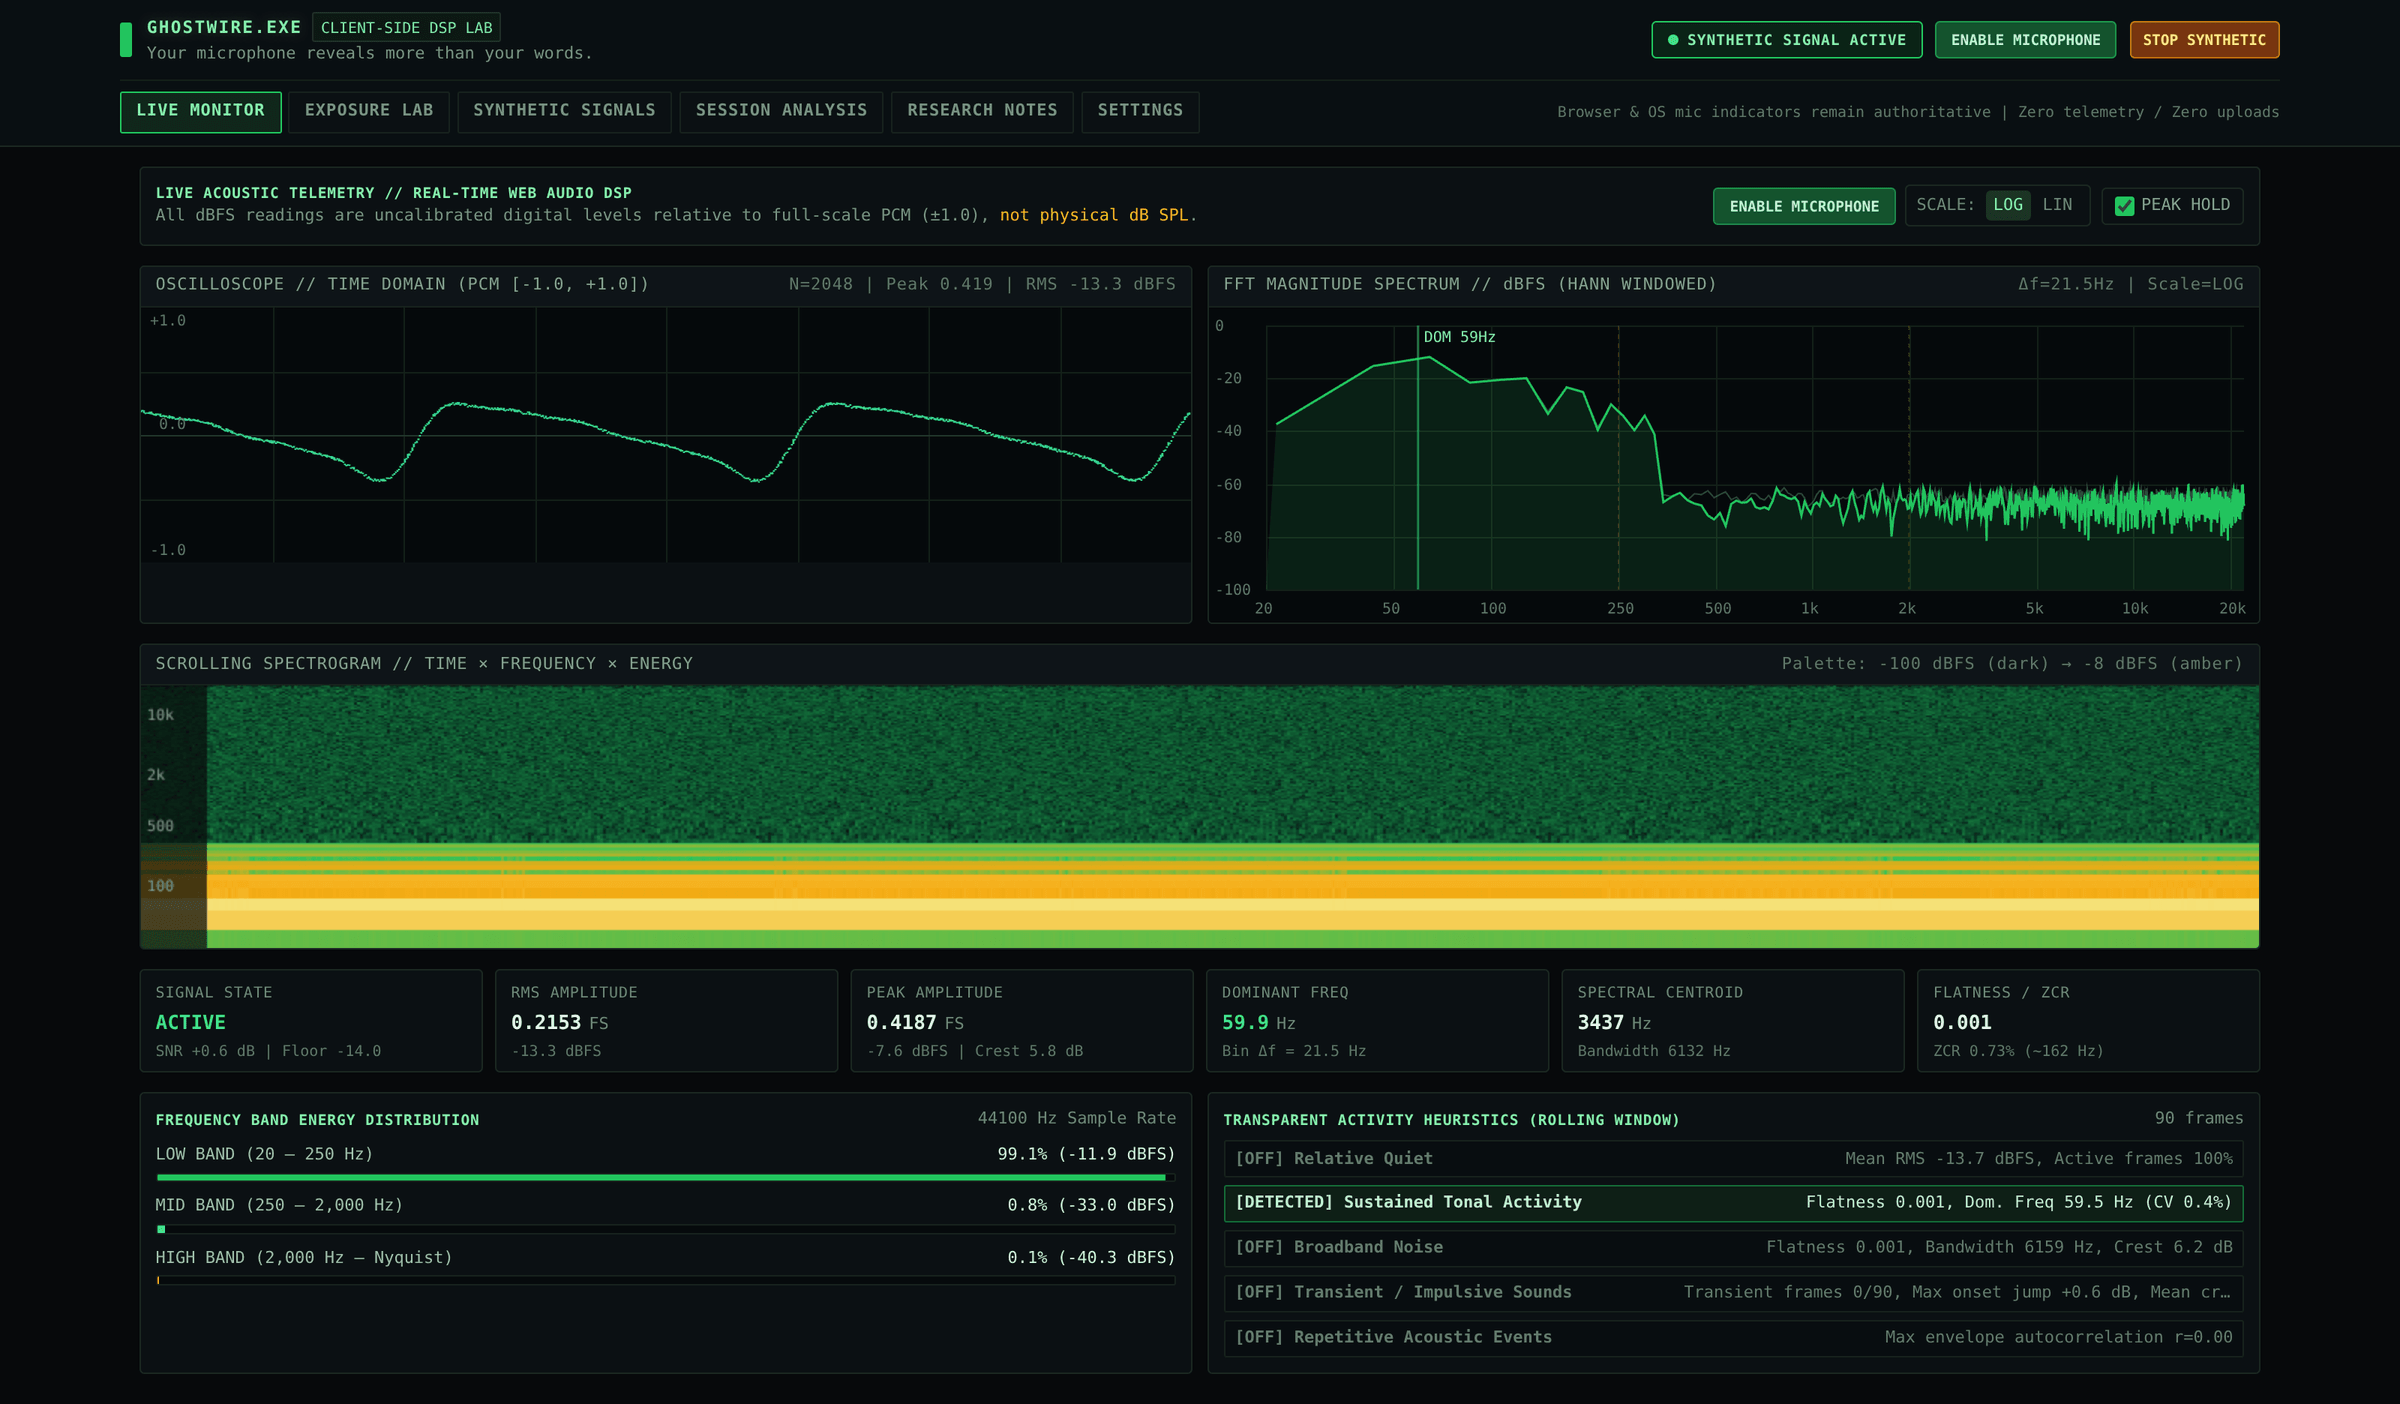 GHOSTWIRE.EXE CLIENT-SIDE DSP LAB
Your microphone reveals more than your words.
SYNTHETIC SIGNAL ACTIVE ENABLE MICROPHONE STOP SYNTHETIC
LIVE MONITOR EXPOSURE LAB SYNTHETIC SIGNALS SESSION ANALYSIS RESEARCH NOTES SETTINGS
Browser & OS mic indicators remain authoritative | Zero telemetry / Zero uploads
LIVE ACOUSTIC TELEMETRY // REAL-TIME WEB AUDIO DSP
All dBFS readings are uncalibrated digital levels relative to full-scale PCM (±1.0), not physical dB SPL.
ENABLE MICROPHONE SCALE: LOG LIN PEAK HOLD
OSCILLOSCOPE // TIME DOMAIN (PCM [-1.0, +1.0]) N=2048 | Peak 0.419 | RMS -13.3 dBFS
+1.0
0.0
-1.0
FFT MAGNITUDE SPECTRUM // dBFS (HANN WINDOWED) Δf=21.5Hz | Scale=LOG
0
DOM 59Hz
-20
-40
-60
-80
-100
20 50 100 250 500 1k 2k 5k 10k 20k
SCROLLING SPECTROGRAM // TIME × FREQUENCY × ENERGY Palette: -100 dBFS (dark) → -8 dBFS (amber)
10k
2k
500
100
SIGNAL STATE
ACTIVE
SNR +0.6 dB | Floor -14.0
RMS AMPLITUDE
0.2153 FS
-13.3 dBFS
PEAK AMPLITUDE
0.4187 FS
-7.6 dBFS | Crest 5.8 dB
DOMINANT FREQ
59.9 Hz
Bin Δf = 21.5 Hz
SPECTRAL CENTROID
3437 Hz
Bandwidth 6132 Hz
FLATNESS / ZCR
0.001
ZCR 0.73% (~162 Hz)
FREQUENCY BAND ENERGY DISTRIBUTION 44100 Hz Sample Rate
LOW BAND (20 – 250 Hz) 99.1% (-11.9 dBFS)
MID BAND (250 – 2,000 Hz) 0.8% (-33.0 dBFS)
HIGH BAND (2,000 Hz – Nyquist) 0.1% (-40.3 dBFS)
TRANSPARENT ACTIVITY HEURISTICS (ROLLING WINDOW) 90 frames
[OFF] Relative Quiet Mean RMS -13.7 dBFS, Active frames 100%
[DETECTED] Sustained Tonal Activity Flatness 0.001, Dom. Freq 59.5 Hz (CV 0.4%)
[OFF] Broadband Noise Flatness 0.001, Bandwidth 6159 Hz, Crest 6.2 dB
[OFF] Transient / Impulsive Sounds Transient frames 0/90, Max onset jump +0.6 dB, Mean cr…
[OFF] Repetitive Acoustic Events Max envelope autocorrelation r=0.00